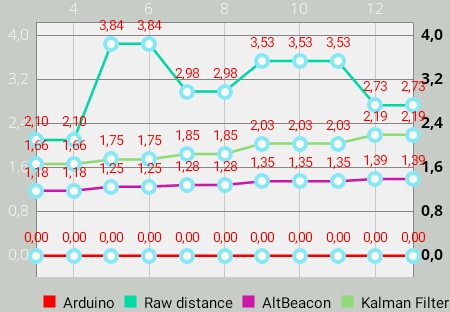 4 6 8 10 12
3,84 3,84
4,0 4,0
3,53 3,53 3,53
3,2 2,98 2,98 3,2
2,73 2,73
2,4 2,10 2,10 2,19 2,19 2,4
1,66 1,66 1,75 1,75 1,85 1,85 2,03 2,03 2,03
1,6 1,6
1,18 1,18 1,25 1,25 1,28 1,28 1,35 1,35 1,35 1,39 1,39
0,8 0,8
0,00 0,00 0,00 0,00 0,00 0,00 0,00 0,00 0,00 0,00 0,00
0,0 0,0
Arduino Raw distance AltBeacon Kalman Filter